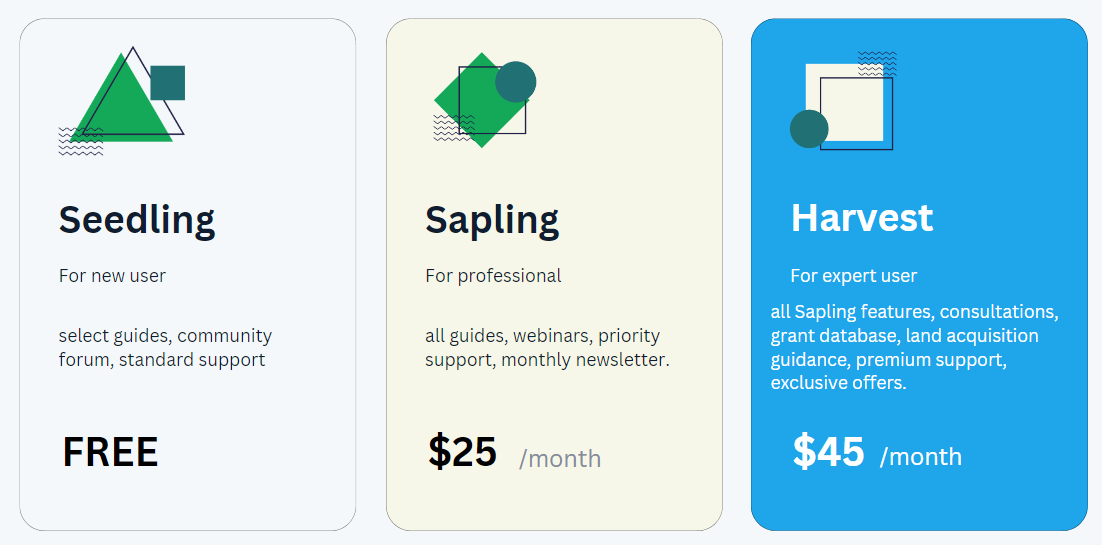 Seedling
For new user
select guides, community
forum, standard support
FREE
Sapling
For professional
all guides, webinars, priority
support, monthly newsletter.
$25 /month
Harvest
For expert user
all Sapling features, consultations,
grant database, land acquisition
guidance, premium support,
exclusive offers.
$45 /month